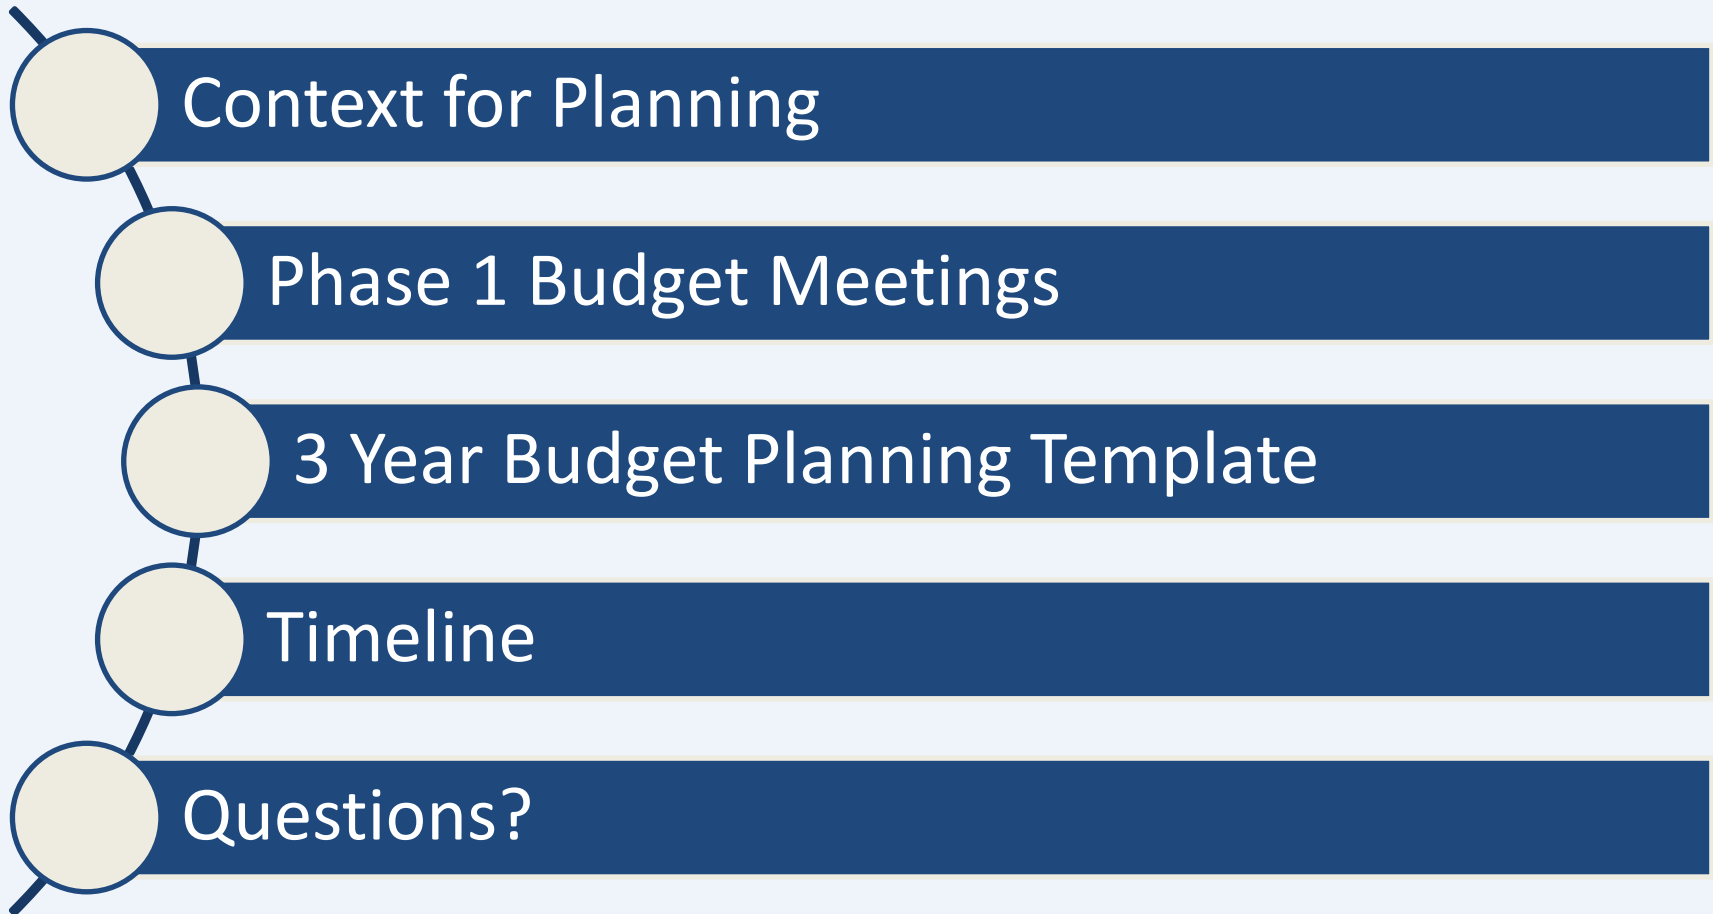 Context for Planning
Phase 1 Budget Meetings
3 Year Budget Planning Template
Timeline
Questions?